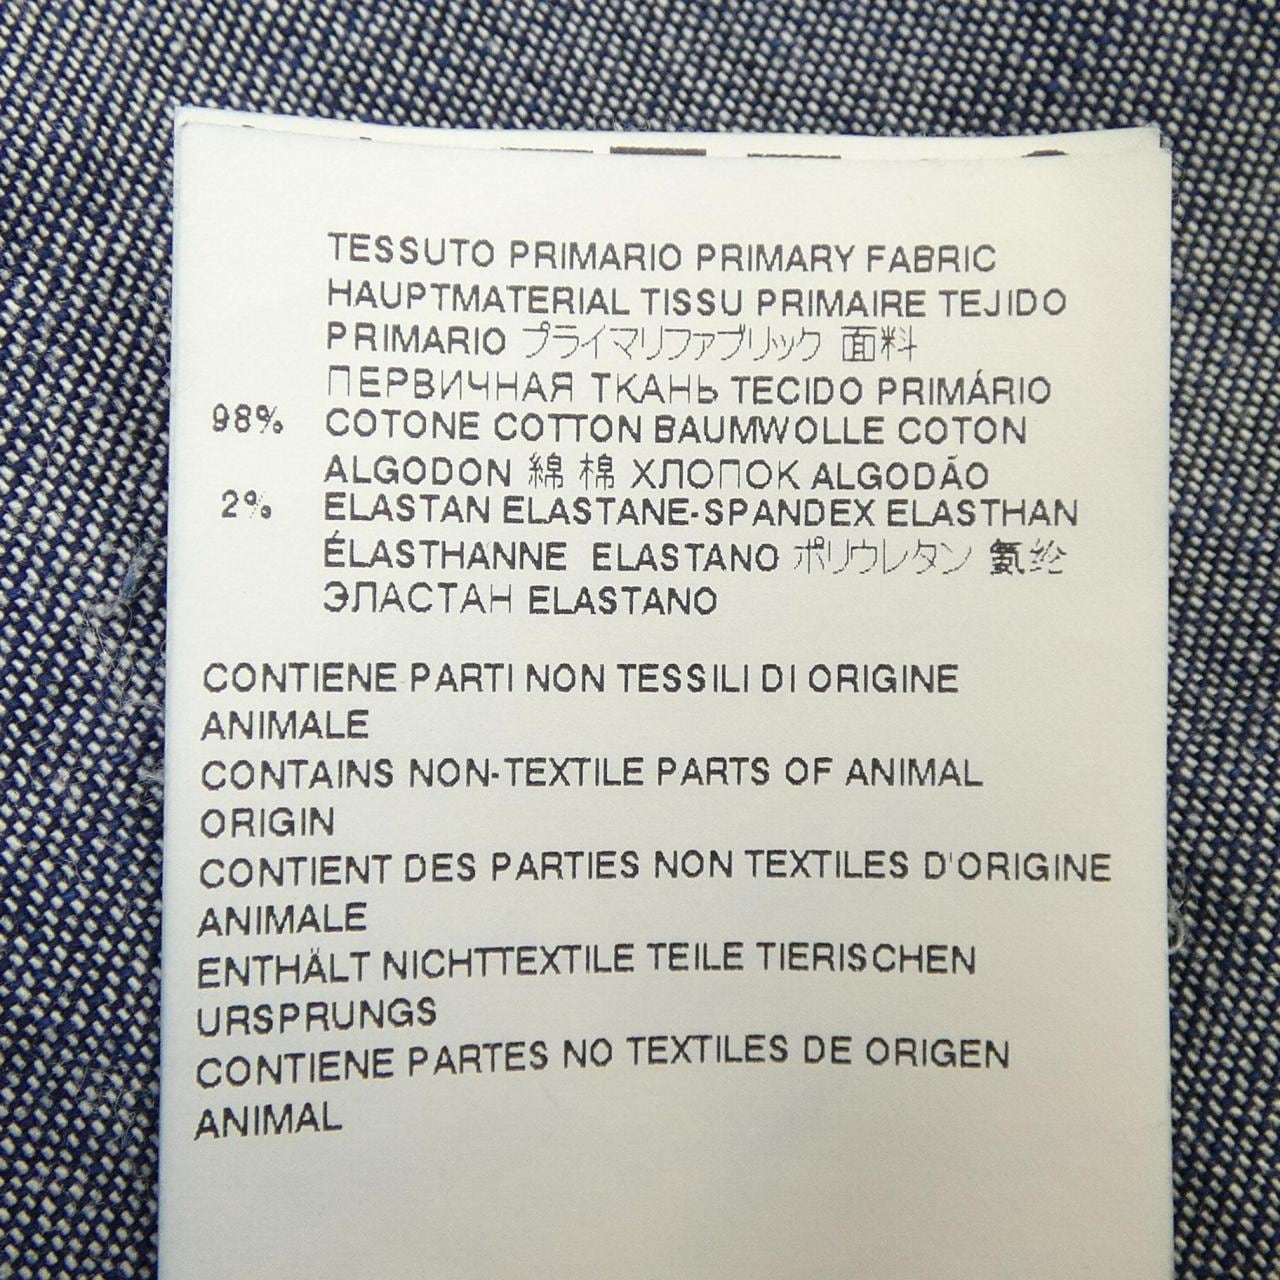 TESSUTO PRIMARIO PRIMARY FABRIC
HAUPTMATERIAL TISSU PRIMAIRE TEJIDO
PRIMARIO プライマリファブリック 面料
ПЕРВИЧНАЯ ТКАНЬ TECIDO PRIMÁRIO
98% COTONE COTTON BAUMWOLLE COTON
ALGODON 綿 棉 ХЛОПОК ALGODÃO
2% ELASTAN ELASTANE-SPANDEX ELASTHAN
ÉLASTHANNE ELASTANO ポリウレタン 氨纶
ЭЛАСТАН ELASTANO
CONTIENE PARTI NON TESSILI DI ORIGINE
ANIMALE
CONTAINS NON-TEXTILE PARTS OF ANIMAL
ORIGIN
CONTIENT DES PARTIES NON TEXTILES D'ORIGINE
ANIMALE
ENTHÄLT NICHTTEXTILE TEILE TIERISCHEN
URSPRUNGS
CONTIENE PARTES NO TEXTILES DE ORIGEN
ANIMAL